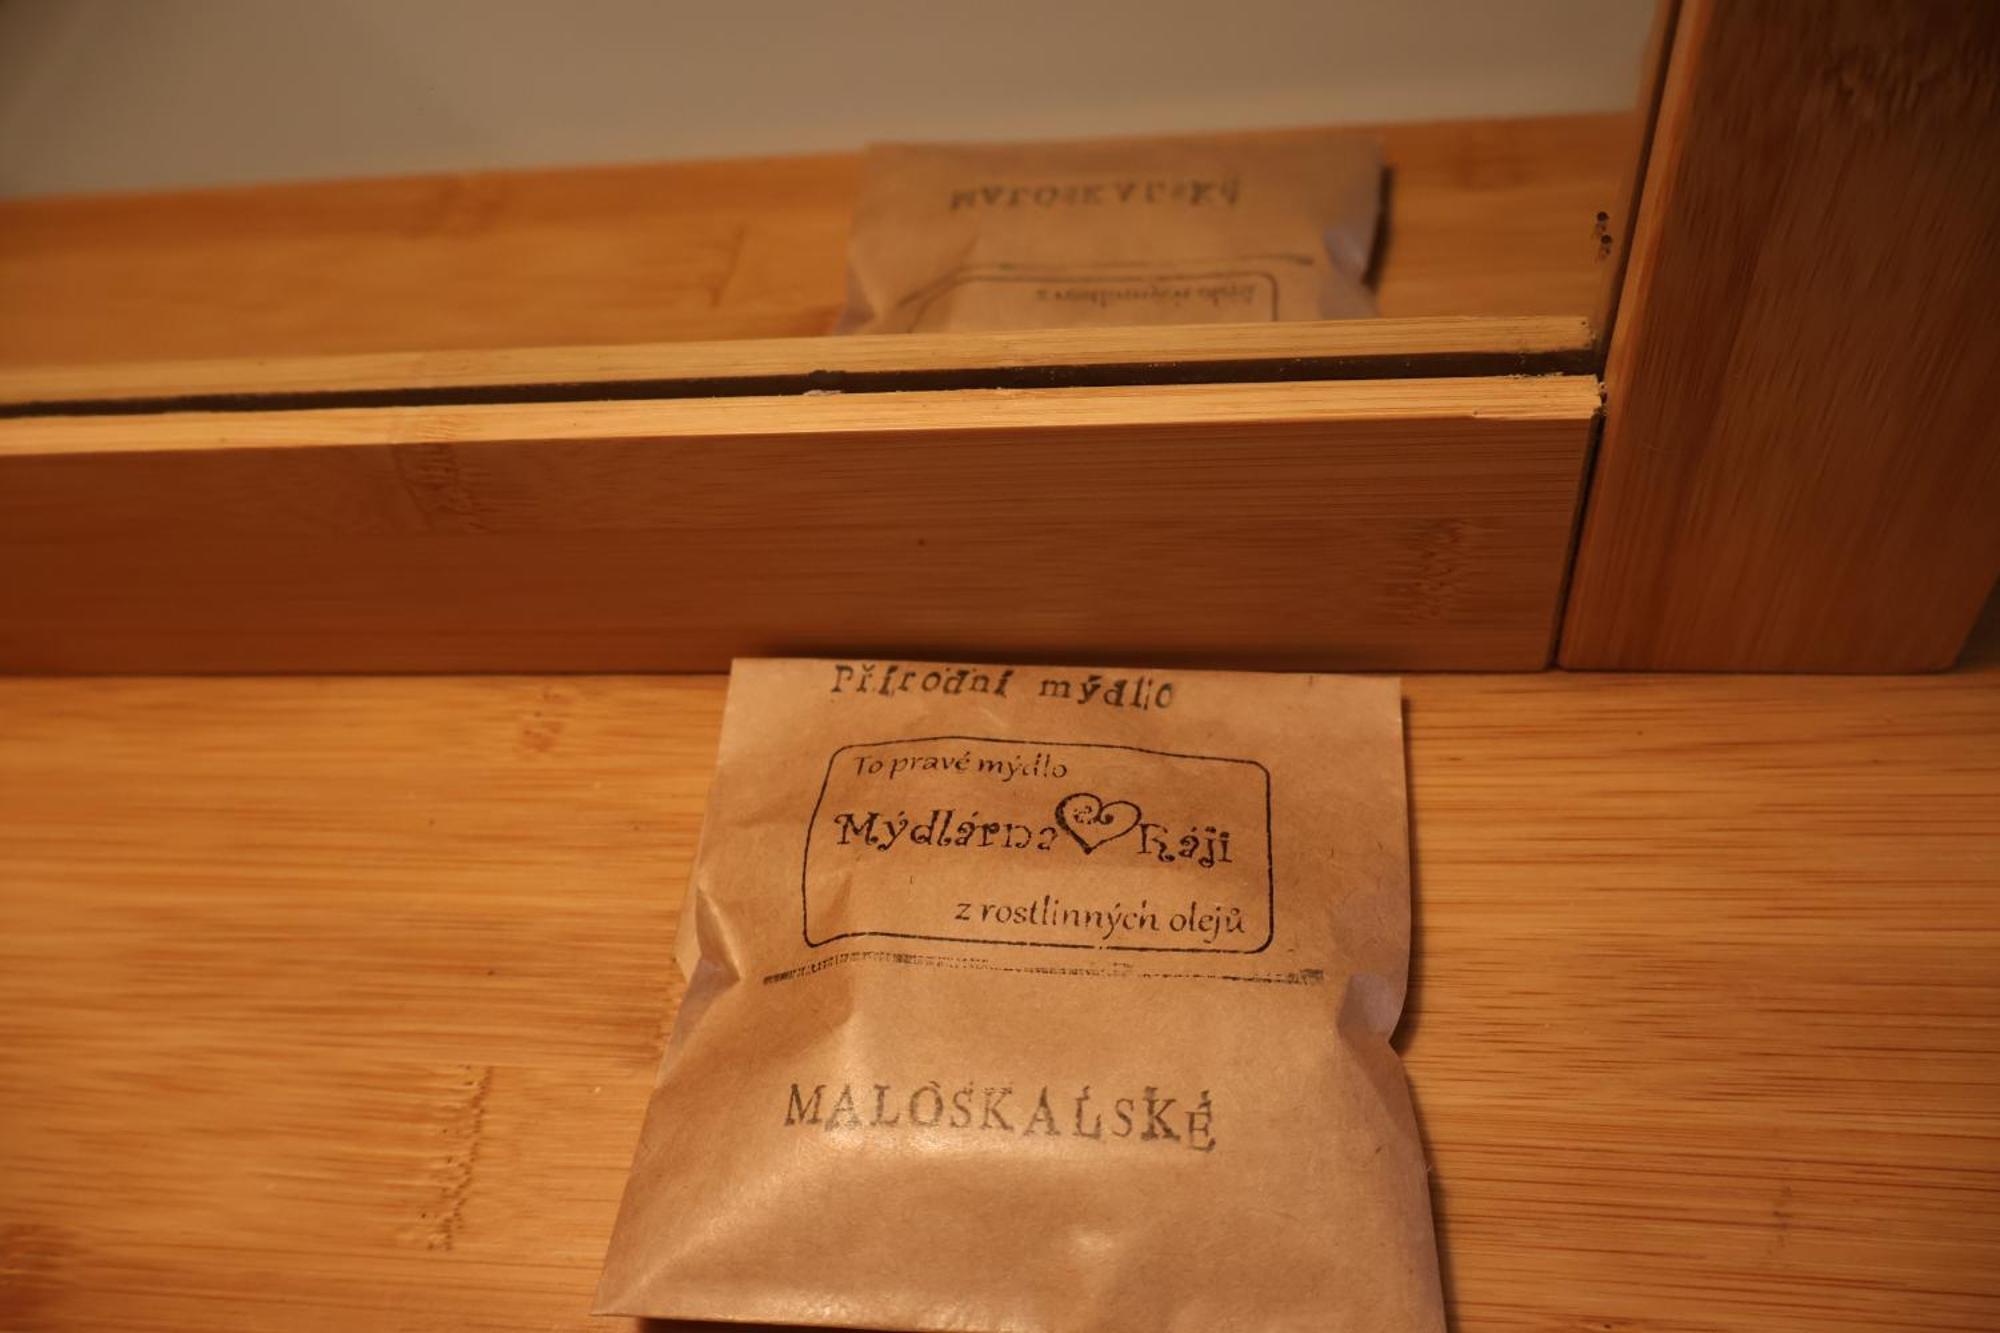 Přírodní mýdlo
To pravé mýdlo
Mýdlárna Ráji
z rostlinných olejů
MALOSKALSKÉ